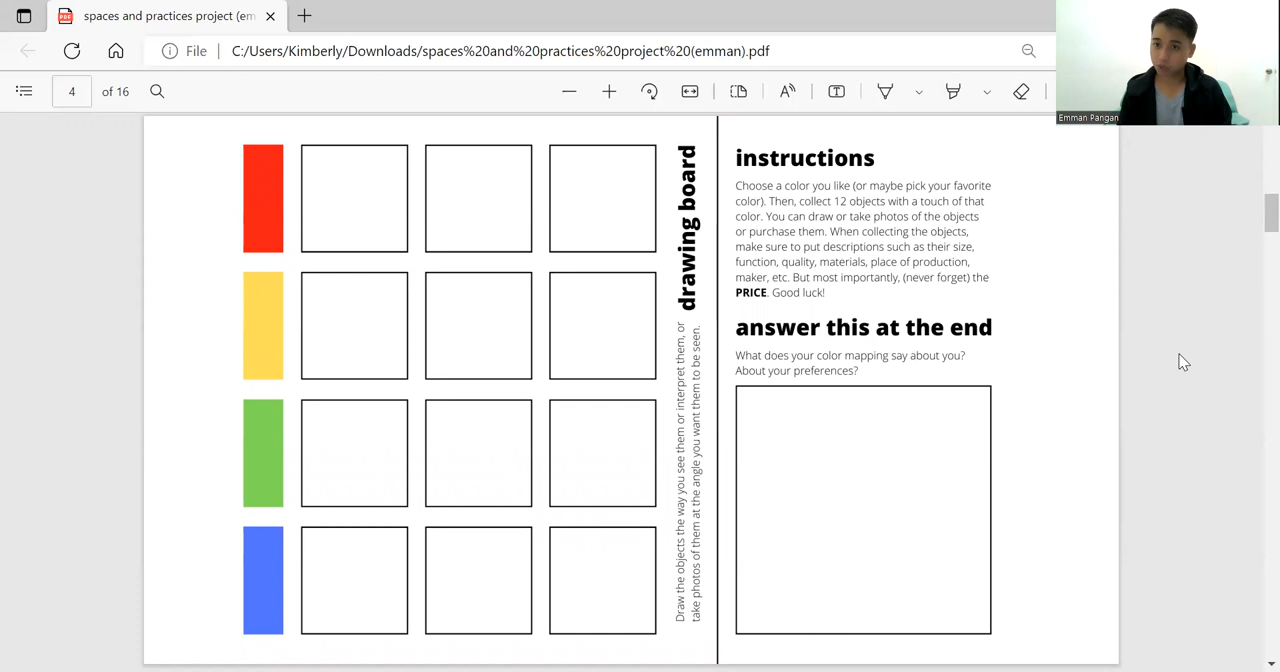 spaces and practices project (em
File
C:/Users/Kimberly/Downloads/spaces%20and%20practices%20project%20(emman).pdf
4 of 16
Emman Pangan
drawing board
Draw the objects the way you see them or interpret them, or
take photos of them at the angle you want them to be seen.
instructions
Choose a color you like (or maybe pick your favorite
color). Then, collect 12 objects with a touch of that
color. You can draw or take photos of the objects
or purchase them. When collecting the objects,
make sure to put descriptions such as their size,
function, quality, materials, place of production,
maker, etc. But most importantly, (never forget) the
PRICE. Good luck!
answer this at the end
What does your color mapping say about you?
About your preferences?